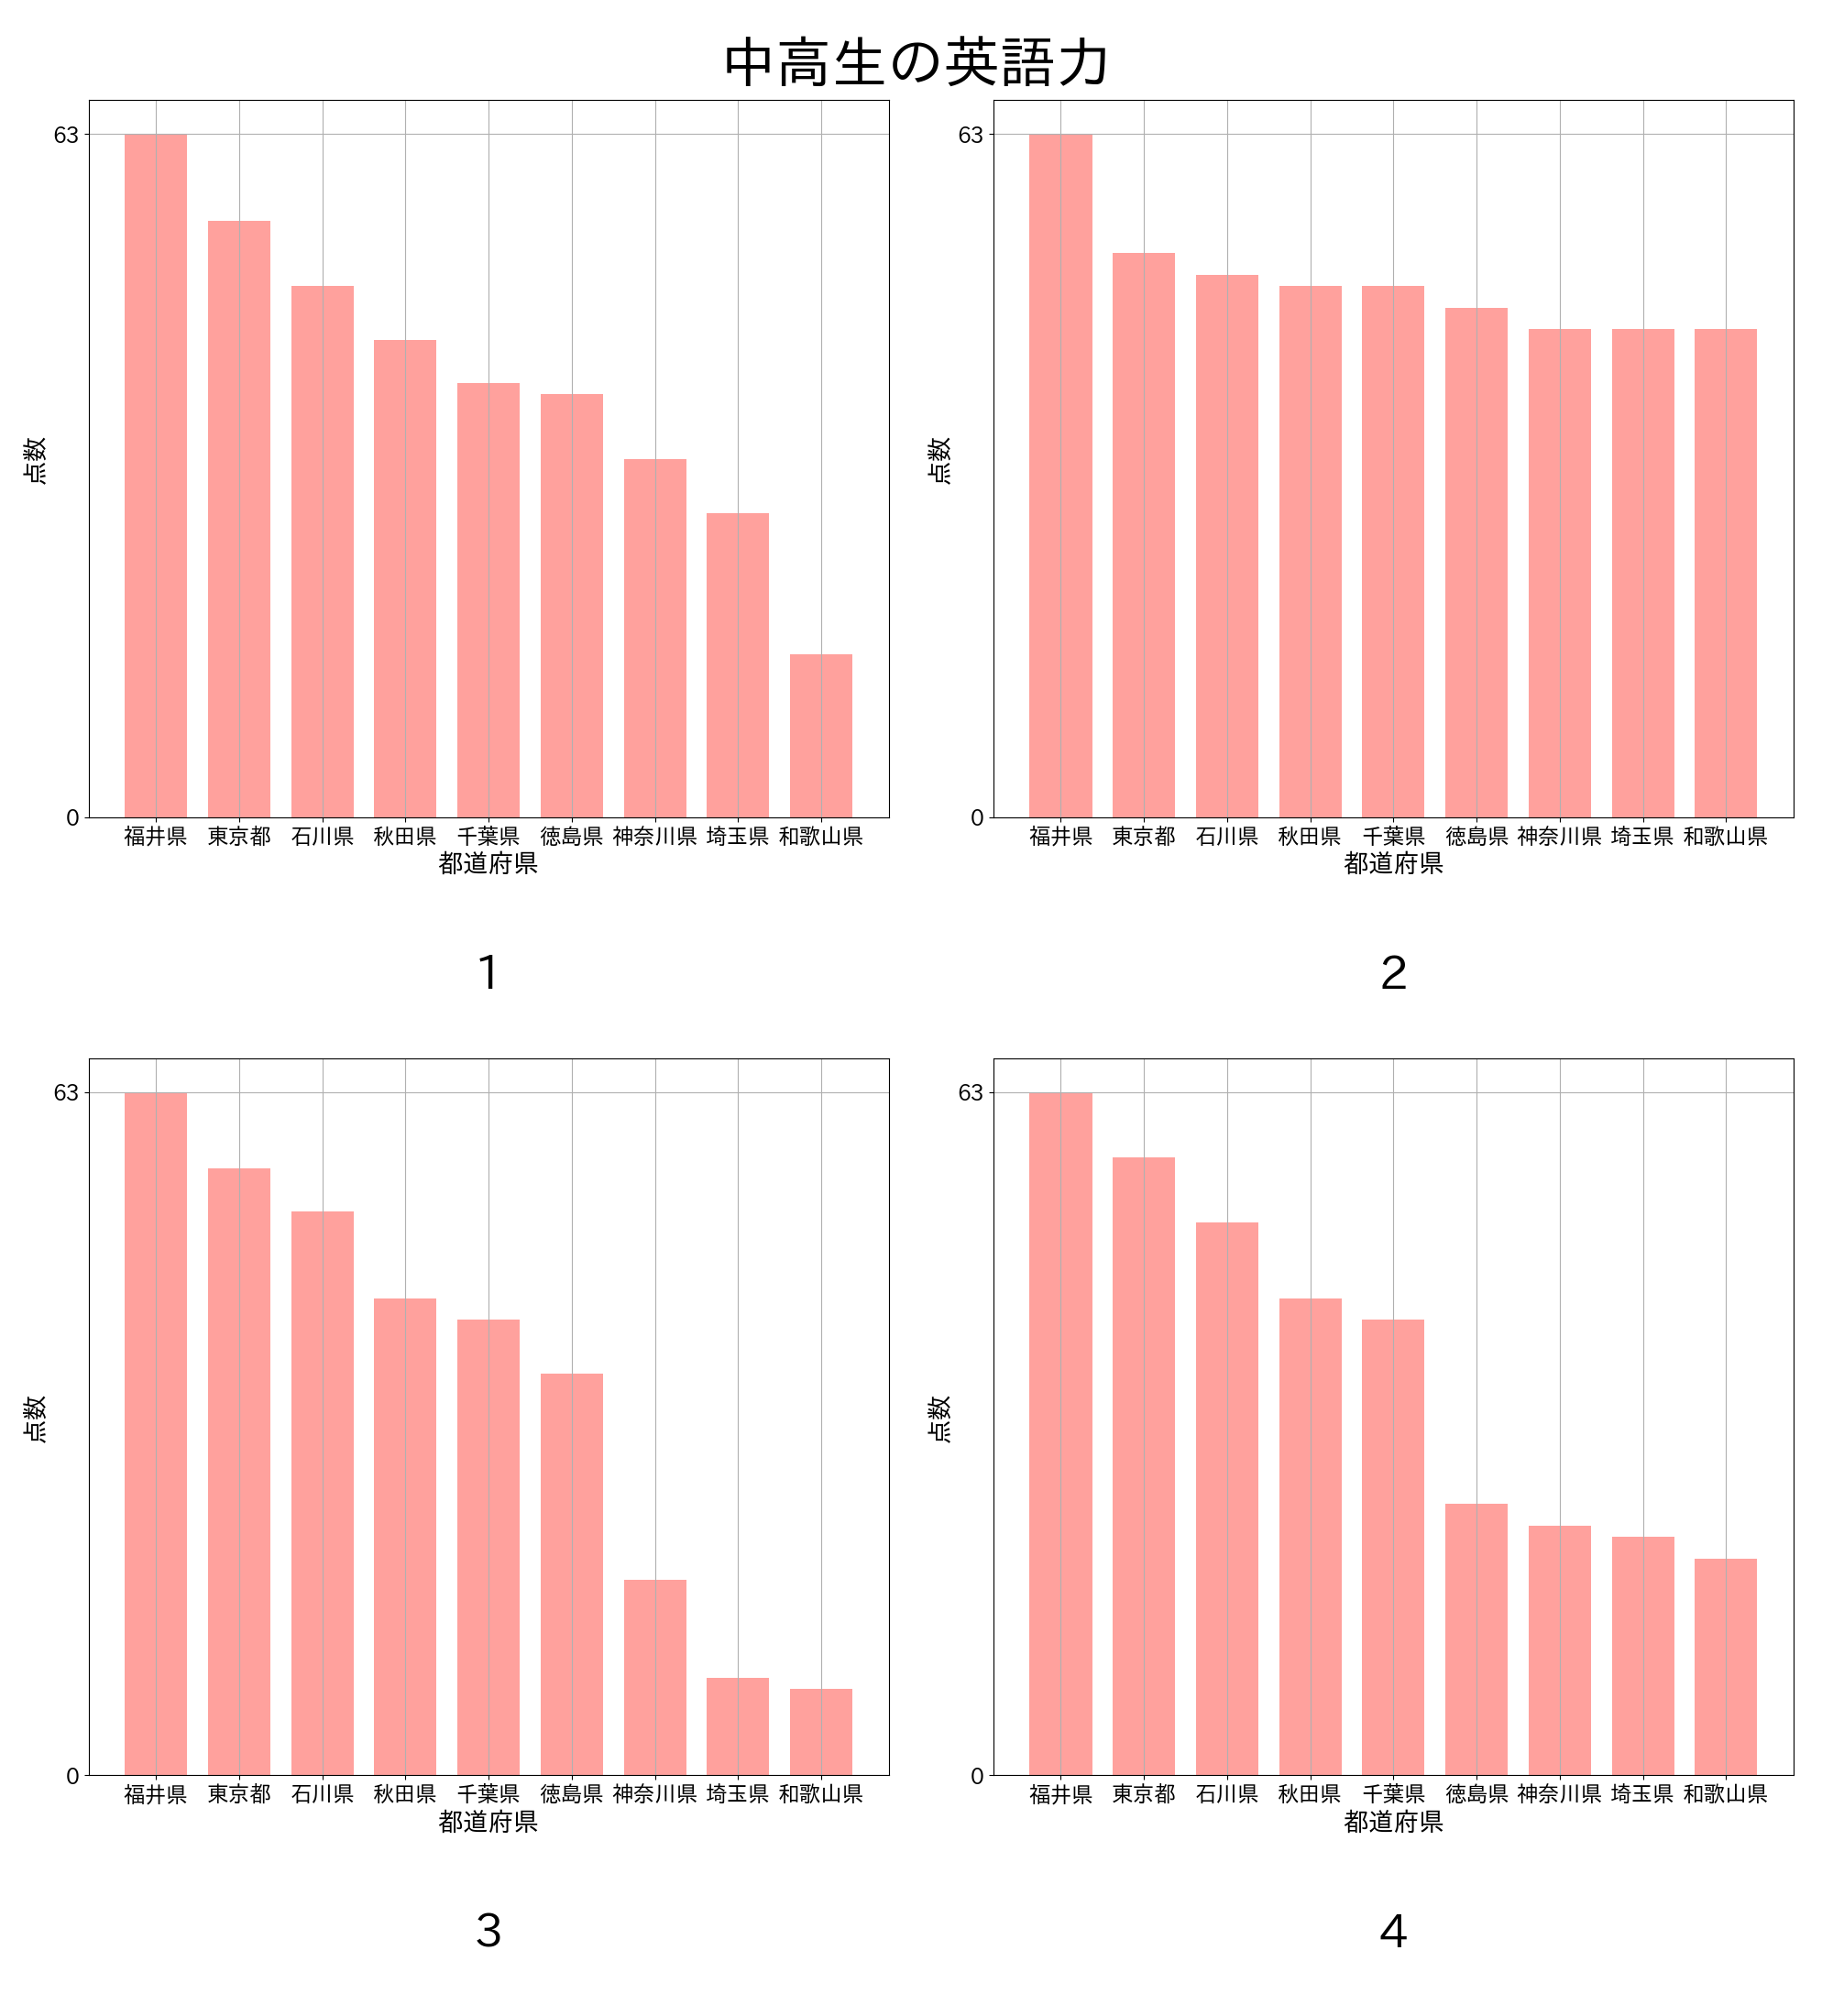 中高生の英語力
63
0
点数
福井県 東京都 石川県 秋田県 千葉県 徳島県 神奈川県 埼玉県 和歌山県
都道府県
1
63
0
点数
福井県 東京都 石川県 秋田県 千葉県 徳島県 神奈川県 埼玉県 和歌山県
都道府県
2
63
0
点数
福井県 東京都 石川県 秋田県 千葉県 徳島県 神奈川県 埼玉県 和歌山県
都道府県
3
63
0
点数
福井県 東京都 石川県 秋田県 千葉県 徳島県 神奈川県 埼玉県 和歌山県
都道府県
4